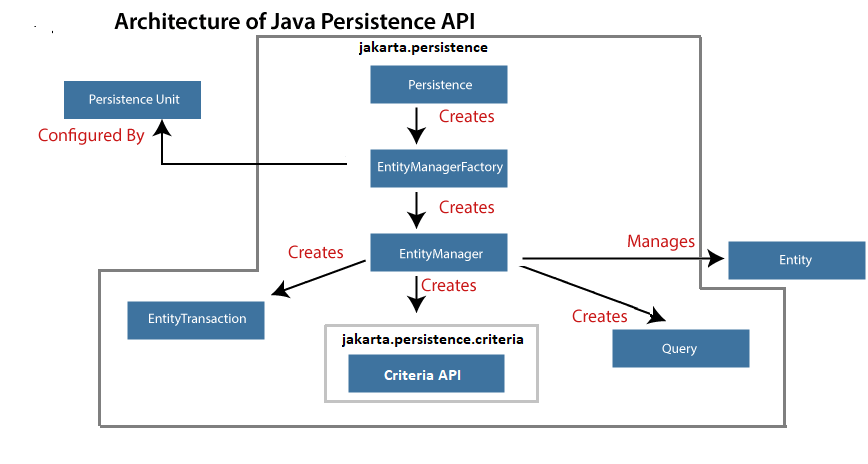 Architecture of Java Persistence API
jakarta.persistence
Persistence
Persistence Unit
Creates
Configured By
EntityManagerFactory
Creates
Manages
Creates
EntityManager
Entity
Creates
EntityTransaction
Creates
jakarta.persistence.criteria
Query
Criteria API